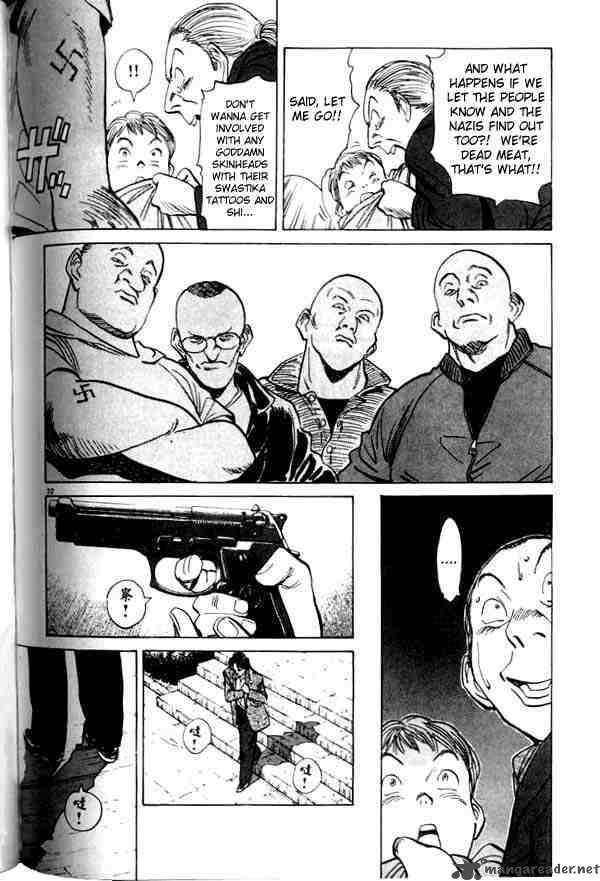 AND WHAT
HAPPENS IF WE
LET THE PEOPLE
KNOW AND THE
NAZIS FIND OUT
TOO?! WE'RE
DEAD MEAT,
THAT'S WHAT!!
SAID, LET
ME GO!!
DON'T
WANNA GET
INVOLVED
WITH ANY
GODDAMN
SKINHEADS
WITH THEIR
SWASTIKA
TATTOOS AND
SHI...
!!
....
哇!
哇!
mangareader.net